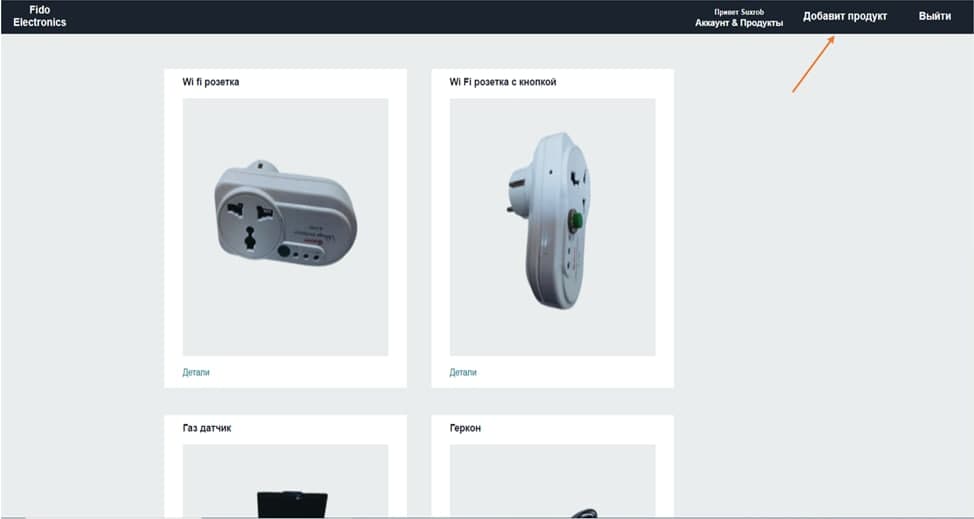 Fido
Electronics
Привет Suxrob
Аккаунт & Продукты
Добавит продукт
Выйти
Wi fi розетка
Wi Fi розетка с кнопкой
Детали
Детали
Газ датчик
Геркон